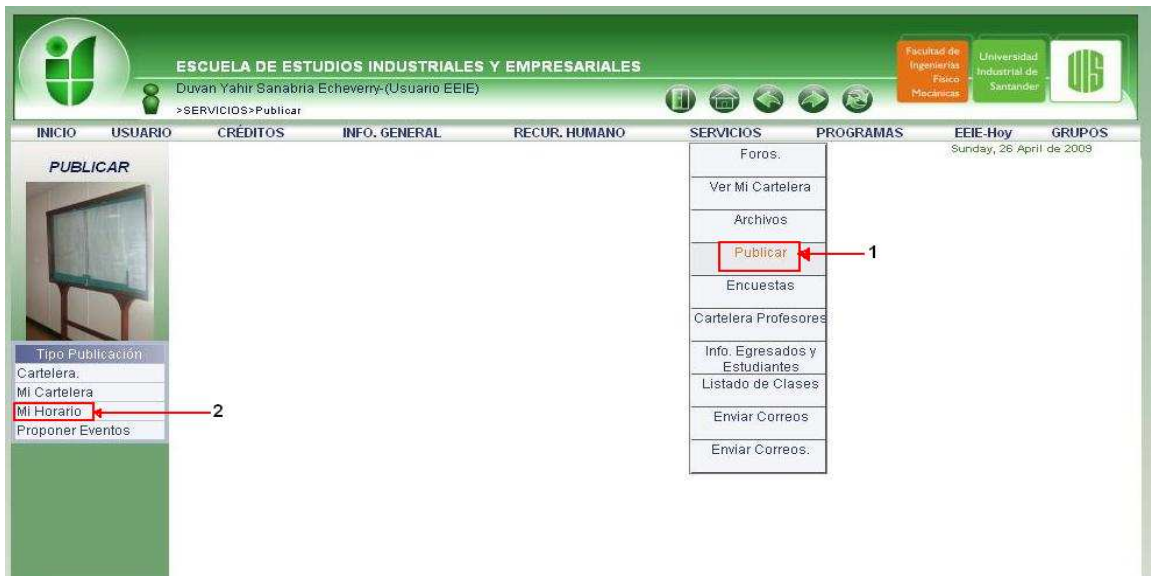 ESCUELA DE ESTUDIOS INDUSTRIALES Y EMPRESARIALES
Duvan Yahir Sanabria Echeverry-(Usuario EEIE)
>SERVICIOS>Publicar
Facultad de
Ingenierías
Físico
Mecánicas
Universidad
Industrial de
Santander
UIS
INICIO USUARIO CRÉDITOS INFO. GENERAL RECUR. HUMANO SERVICIOS PROGRAMAS EEIE-Hoy GRUPOS
Sunday, 26 April de 2009
PUBLICAR
Tipo Publicación
Cartelera.
Mi Cartelera
Mi Horario
2
Proponer Eventos
Foros.
Ver Mi Cartelera
Archivos
Publicar
1
Encuestas
Cartelera Profesores
Info. Egresados y
Estudiantes
Listado de Clases
Enviar Correos
Enviar Correos.